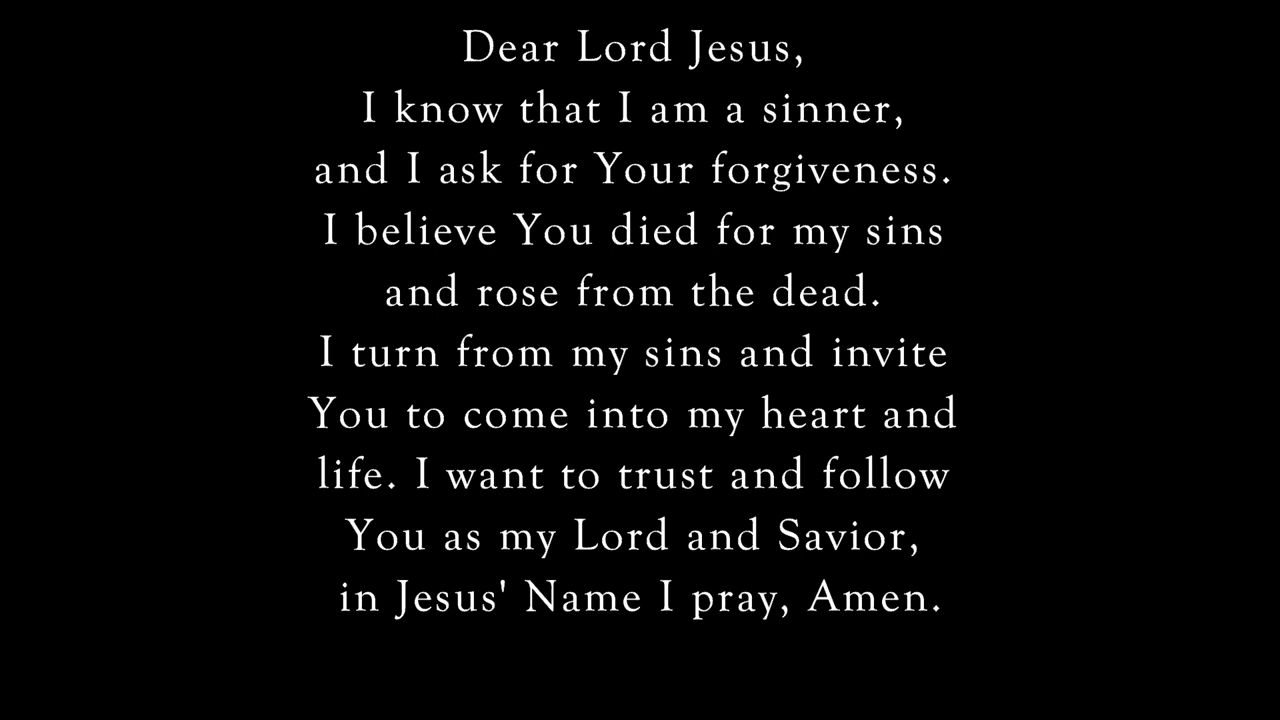 Dear Lord Jesus,
I know that I am a sinner,
and I ask for Your forgiveness.
I believe You died for my sins
and rose from the dead.
I turn from my sins and invite
You to come into my heart and
life. I want to trust and follow
You as my Lord and Savior,
in Jesus' Name I pray, Amen.